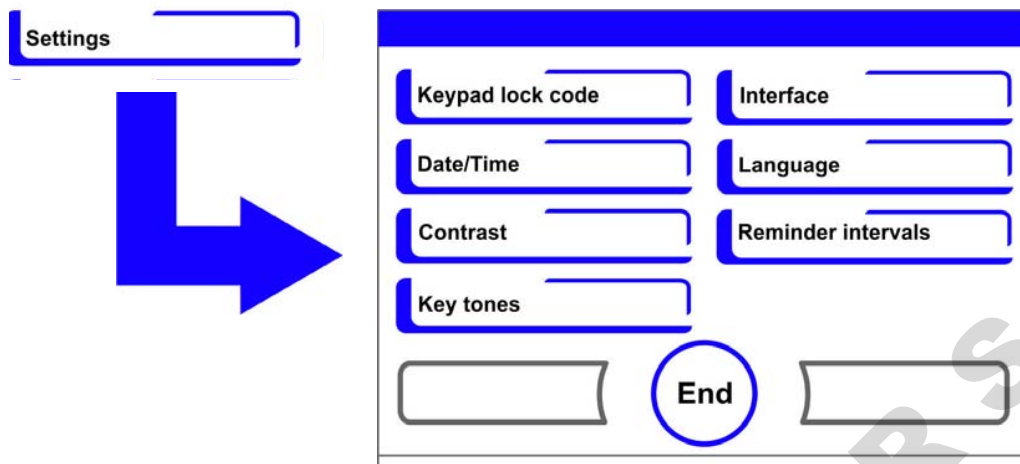 Settings
Keypad lock code
Interface
Date/Time
Language
Contrast
Reminder intervals
Key tones
End
R S